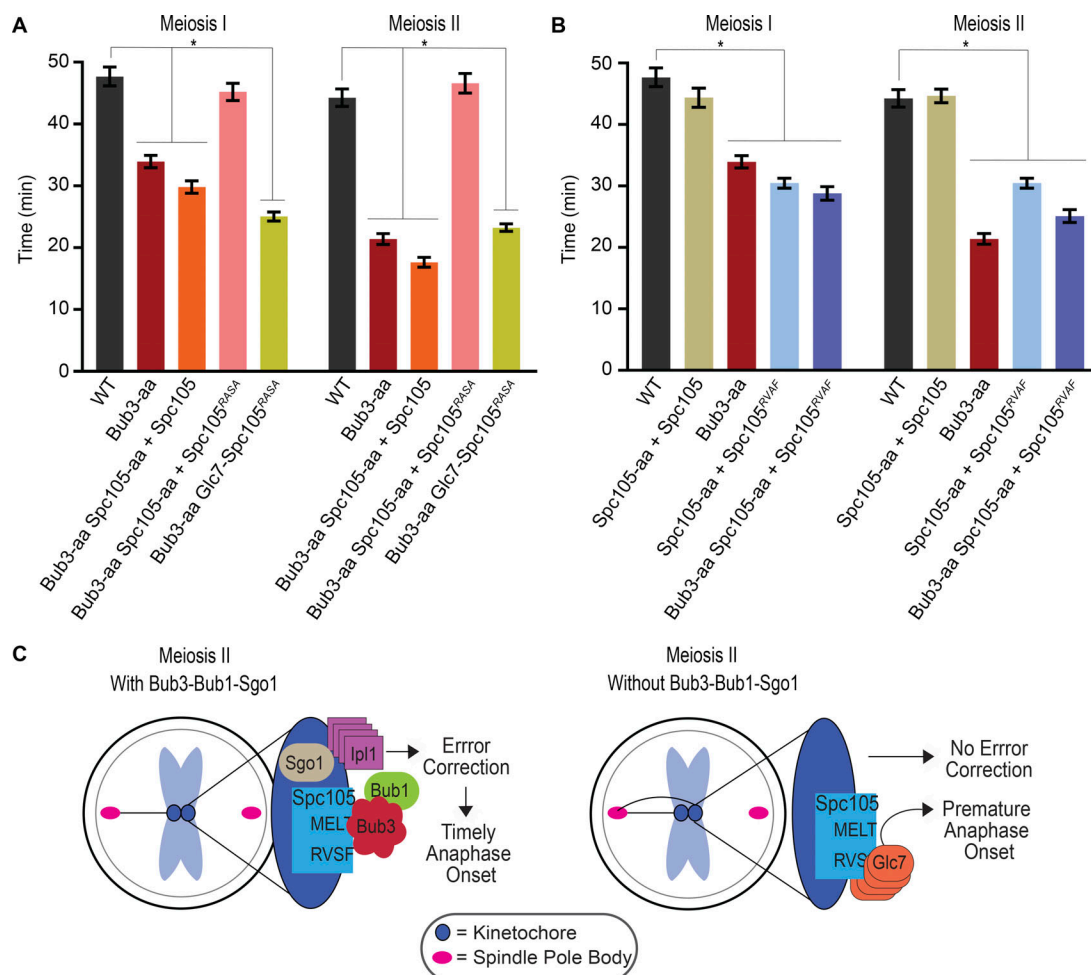 A
Meiosis I
Meiosis II
*
*
Time (min)
50
40
30
20
10
0
WT
Bub3-aa
Bub3-aa Spc105-aa + Spc105
Bub3-aa Spc105-aa + Spc105RASA
Bub3-aa Glc7-Spc105RASA
WT
Bub3-aa
Bub3-aa Spc105-aa + Spc105
Bub3-aa Spc105-aa + Spc105RASA
Bub3-aa Glc7-Spc105RASA
B
Meiosis I
Meiosis II
*
*
Time (min)
50
40
30
20
10
0
WT
Spc105-aa + Spc105
Bub3-aa
Spc105-aa + Spc105RVAF
Bub3-aa Spc105-aa + Spc105RVAF
WT
Spc105-aa + Spc105
Bub3-aa
Spc105-aa + Spc105RVAF
Bub3-aa Spc105-aa + Spc105RVAF
C
Meiosis II
With Bub3-Bub1-Sgo1
Sgo1
Ipl1
Bub1
Spc105
MELT
Bub3
RVSF
Errror
Correction
Timely
Anaphase
Onset
Meiosis II
Without Bub3-Bub1-Sgo1
Spc105
MELT
RVS
Glc7
No Errror
Correction
Premature
Anaphase
Onset
= Kinetochore
= Spindle Pole Body